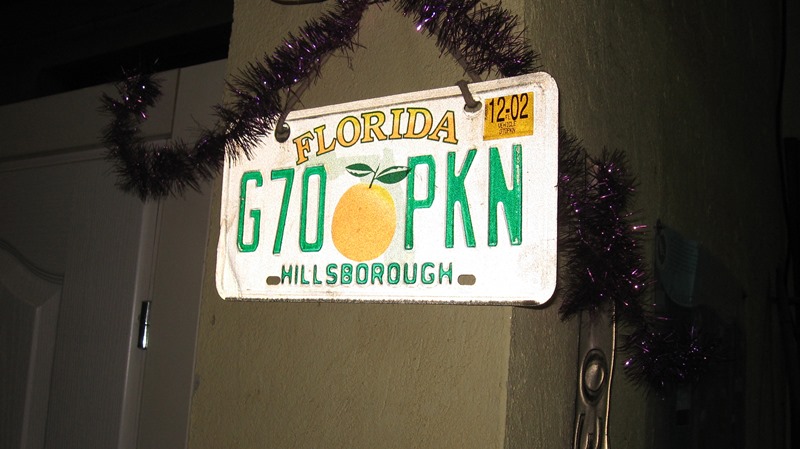 FLORIDA
12-02
G70 PKN
HILLSBOROUGH